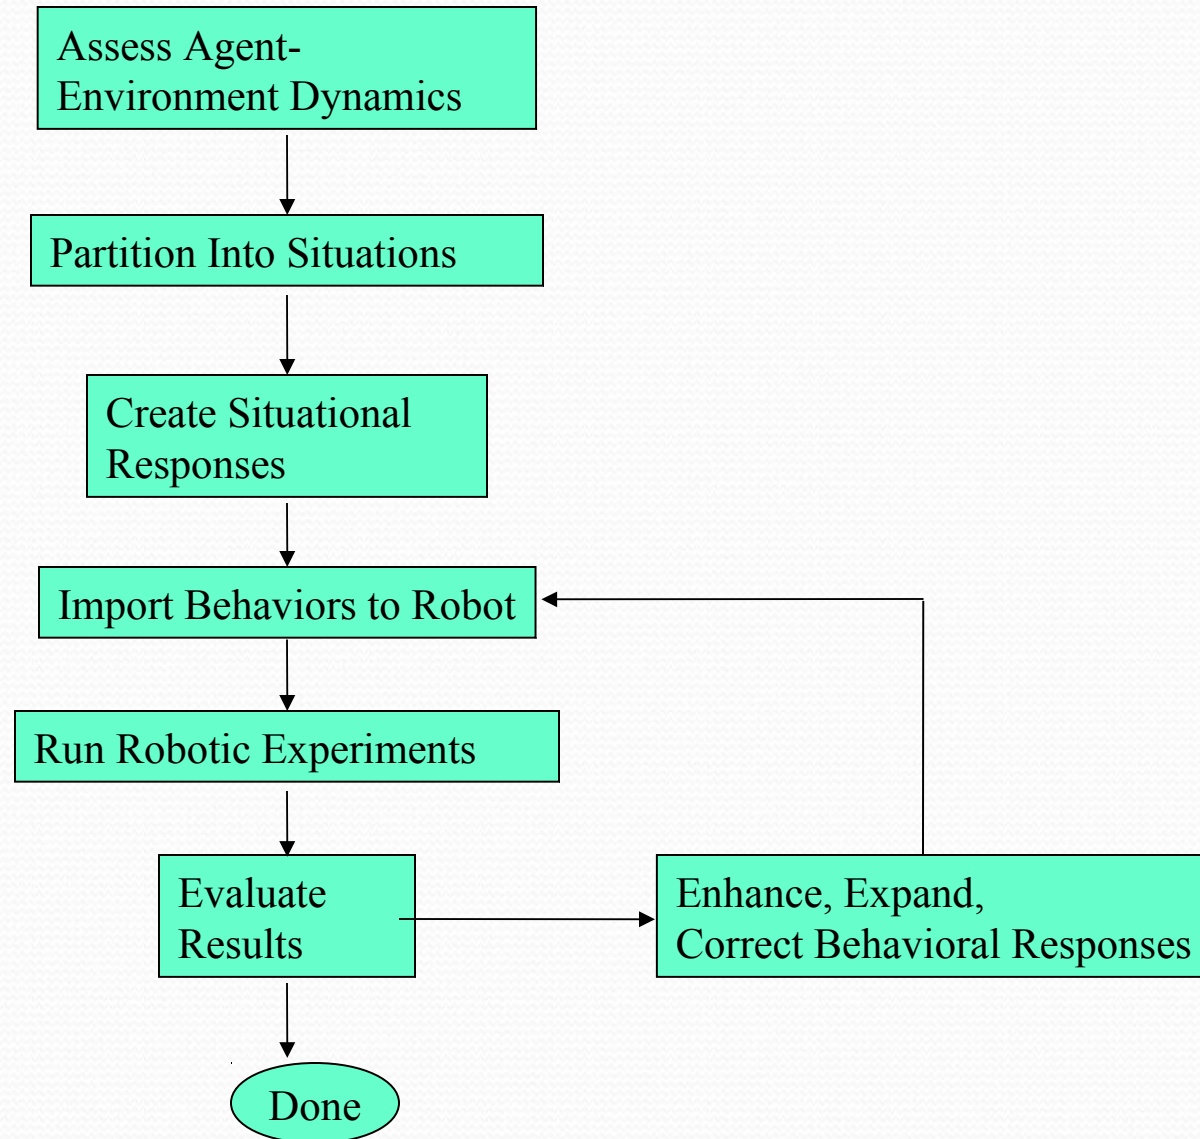 Assess Agent-
Environment Dynamics
Partition Into Situations
Create Situational
Responses
Import Behaviors to Robot
Run Robotic Experiments
Evaluate
Results
Enhance, Expand,
Correct Behavioral Responses
Done